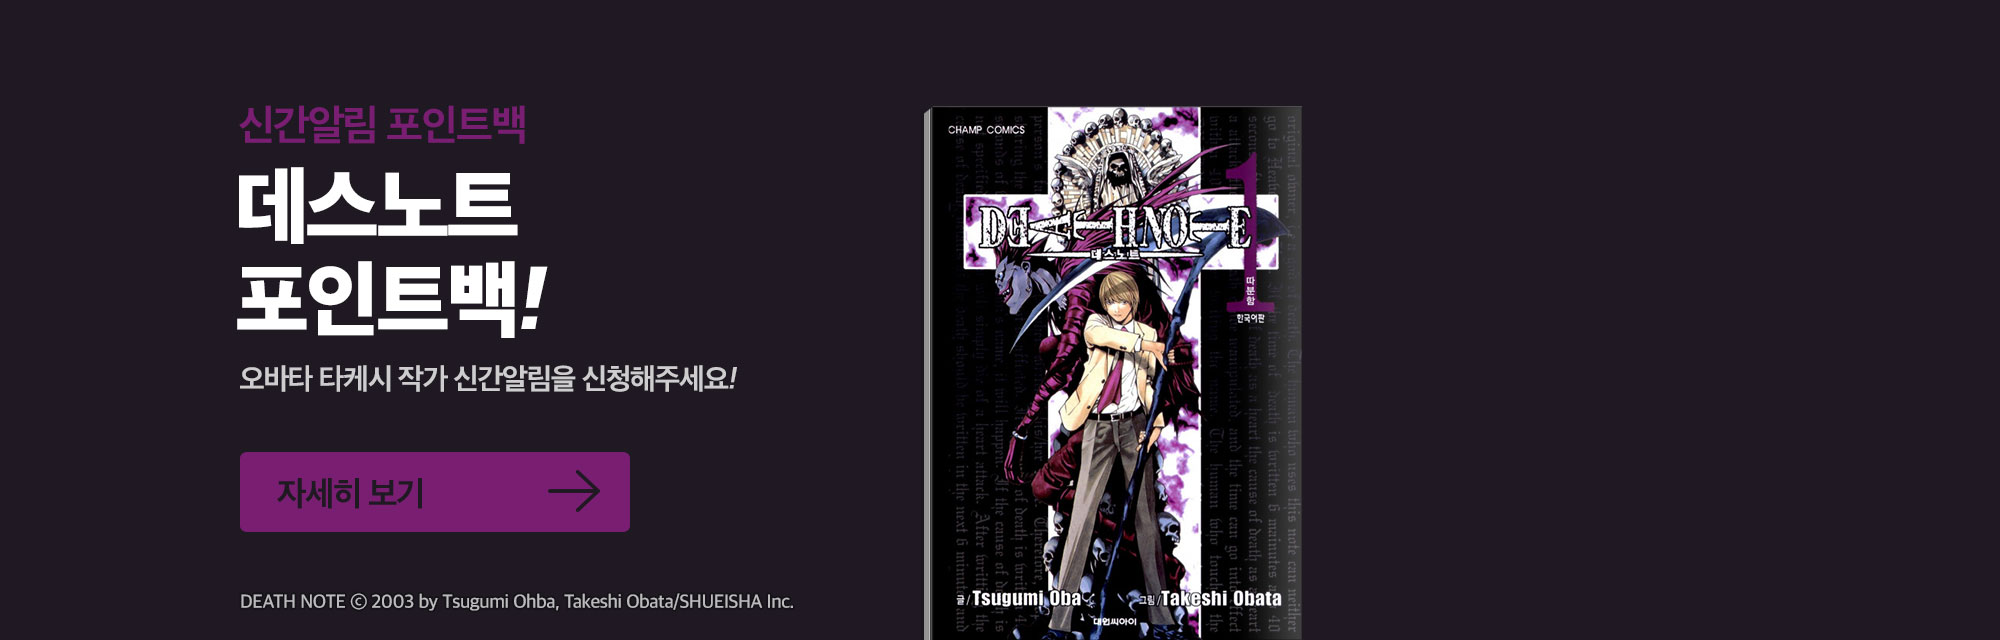 신간알림 포인트백
데스노트
포인트백!
오바타 타케시 작가 신간알림을 신청해주세요!
자세히 보기
DEATH NOTE © 2003 by Tsugumi Ohba, Takeshi Obata/SHUEISHA Inc.
CHAMP COMICS
DEATH NOTE
데스노트
1
따분함
한국어판
글/Tsugumi Oba
그림/Takeshi Obata
대원씨아이